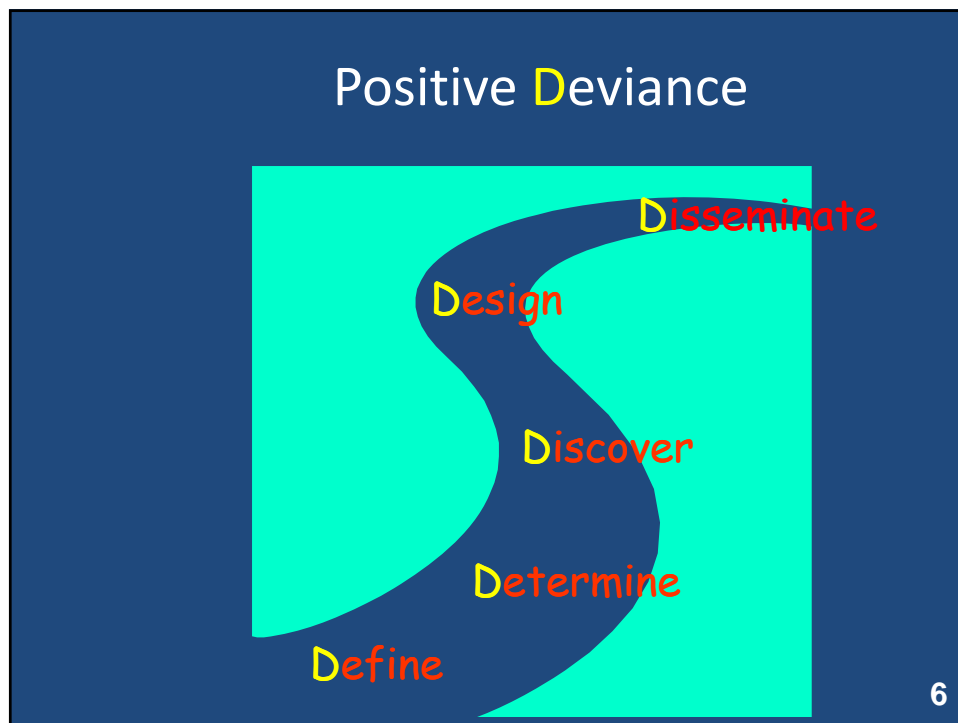 Positive Deviance
Disseminate
Design
Discover
Determine
Define
6